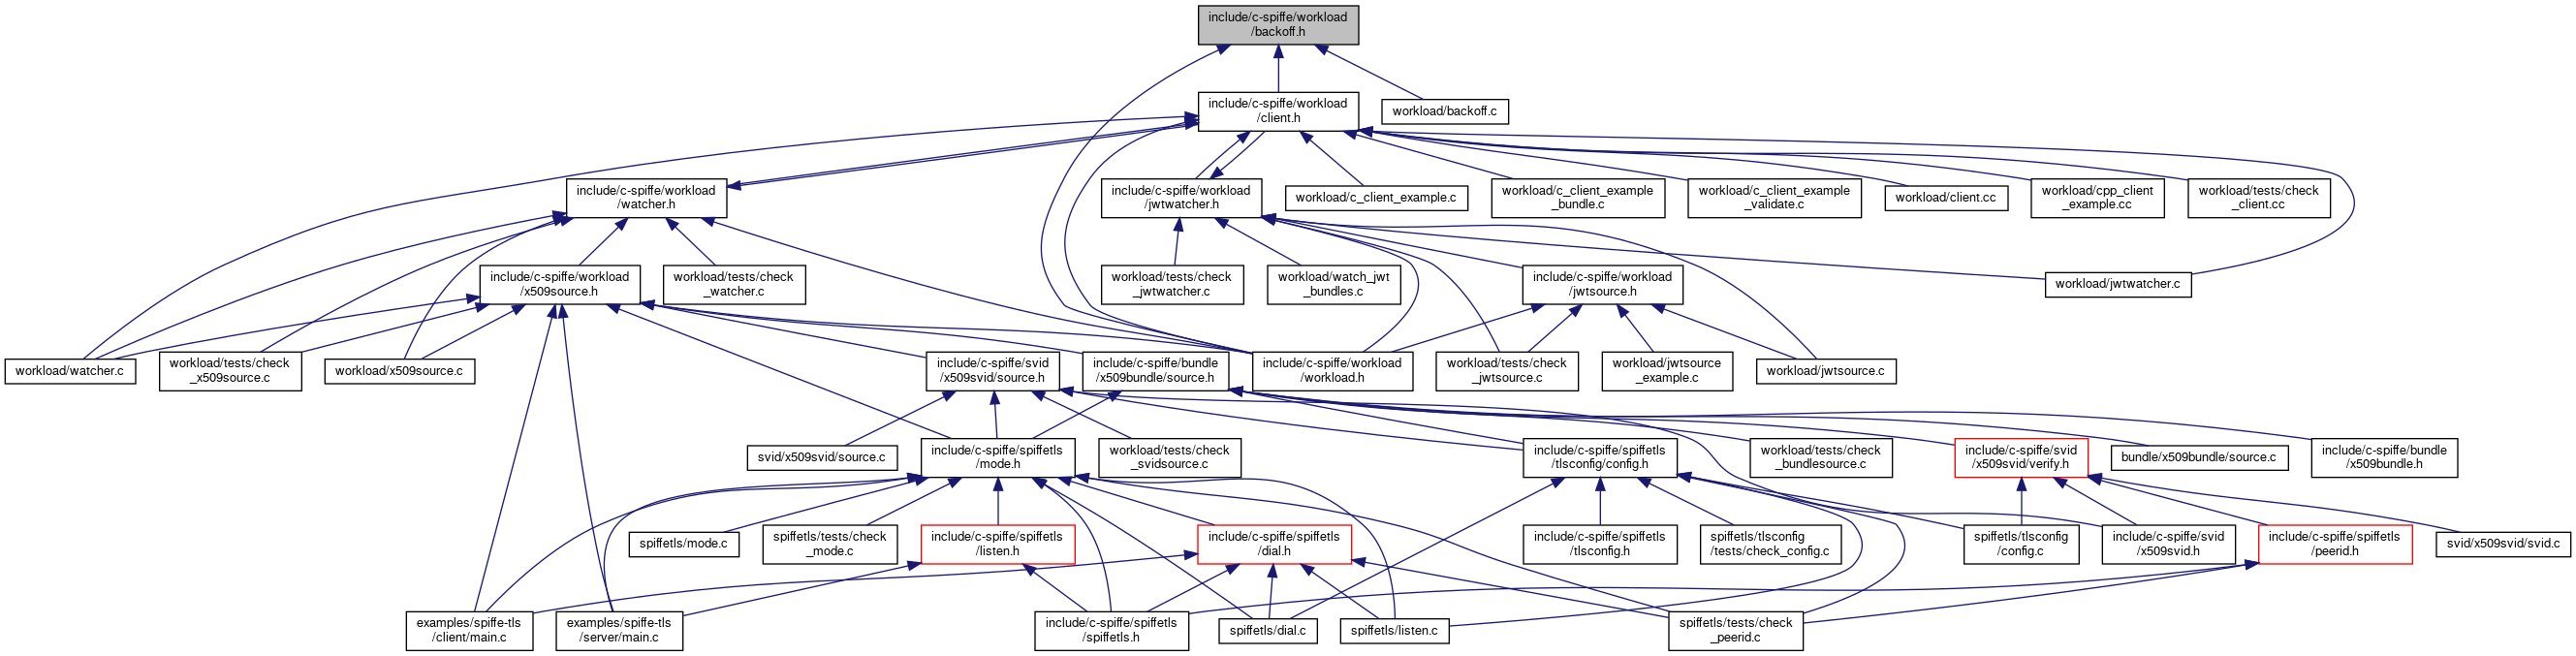 include/c-spiffe/workload
/backoff.h
include/c-spiffe/workload
/client.h
workload/backoff.c
include/c-spiffe/workload
/watcher.h
include/c-spiffe/workload
/jwtwatcher.h
workload/c_client_example.c
workload/c_client_example
_bundle.c
workload/c_client_example
_validate.c
workload/client.cc
workload/cpp_client
_example.cc
workload/tests/check
_client.cc
include/c-spiffe/workload
/x509source.h
workload/tests/check
_watcher.c
workload/tests/check
_jwtwatcher.c
workload/watch_jwt
_bundles.c
include/c-spiffe/workload
/jwtsource.h
workload/jwtwatcher.c
workload/watcher.c
workload/tests/check
_x509source.c
workload/x509source.c
include/c-spiffe/svid
/x509svid/source.h
include/c-spiffe/bundle
/x509bundle/source.h
include/c-spiffe/workload
/workload.h
workload/tests/check
_jwtsource.c
workload/jwtsource
_example.c
workload/jwtsource.c
svid/x509svid/source.c
include/c-spiffe/spiffetls
/mode.h
workload/tests/check
_svidsource.c
include/c-spiffe/spiffetls
/tlsconfig/config.h
workload/tests/check
_bundlesource.c
include/c-spiffe/svid
/x509svid/verify.h
bundle/x509bundle/source.c
include/c-spiffe/bundle
/x509bundle.h
spiffetls/mode.c
spiffetls/tests/check
_mode.c
include/c-spiffe/spiffetls
/listen.h
include/c-spiffe/spiffetls
/dial.h
include/c-spiffe/spiffetls
/tlsconfig.h
spiffetls/tlsconfig
/tests/check_config.c
spiffetls/tlsconfig
/config.c
include/c-spiffe/svid
/x509svid.h
include/c-spiffe/spiffetls
/peerid.h
svid/x509svid/svid.c
examples/spiffe-tls
/client/main.c
examples/spiffe-tls
/server/main.c
include/c-spiffe/spiffetls
/spiffetls.h
spiffetls/dial.c
spiffetls/listen.c
spiffetls/tests/check
_peerid.c